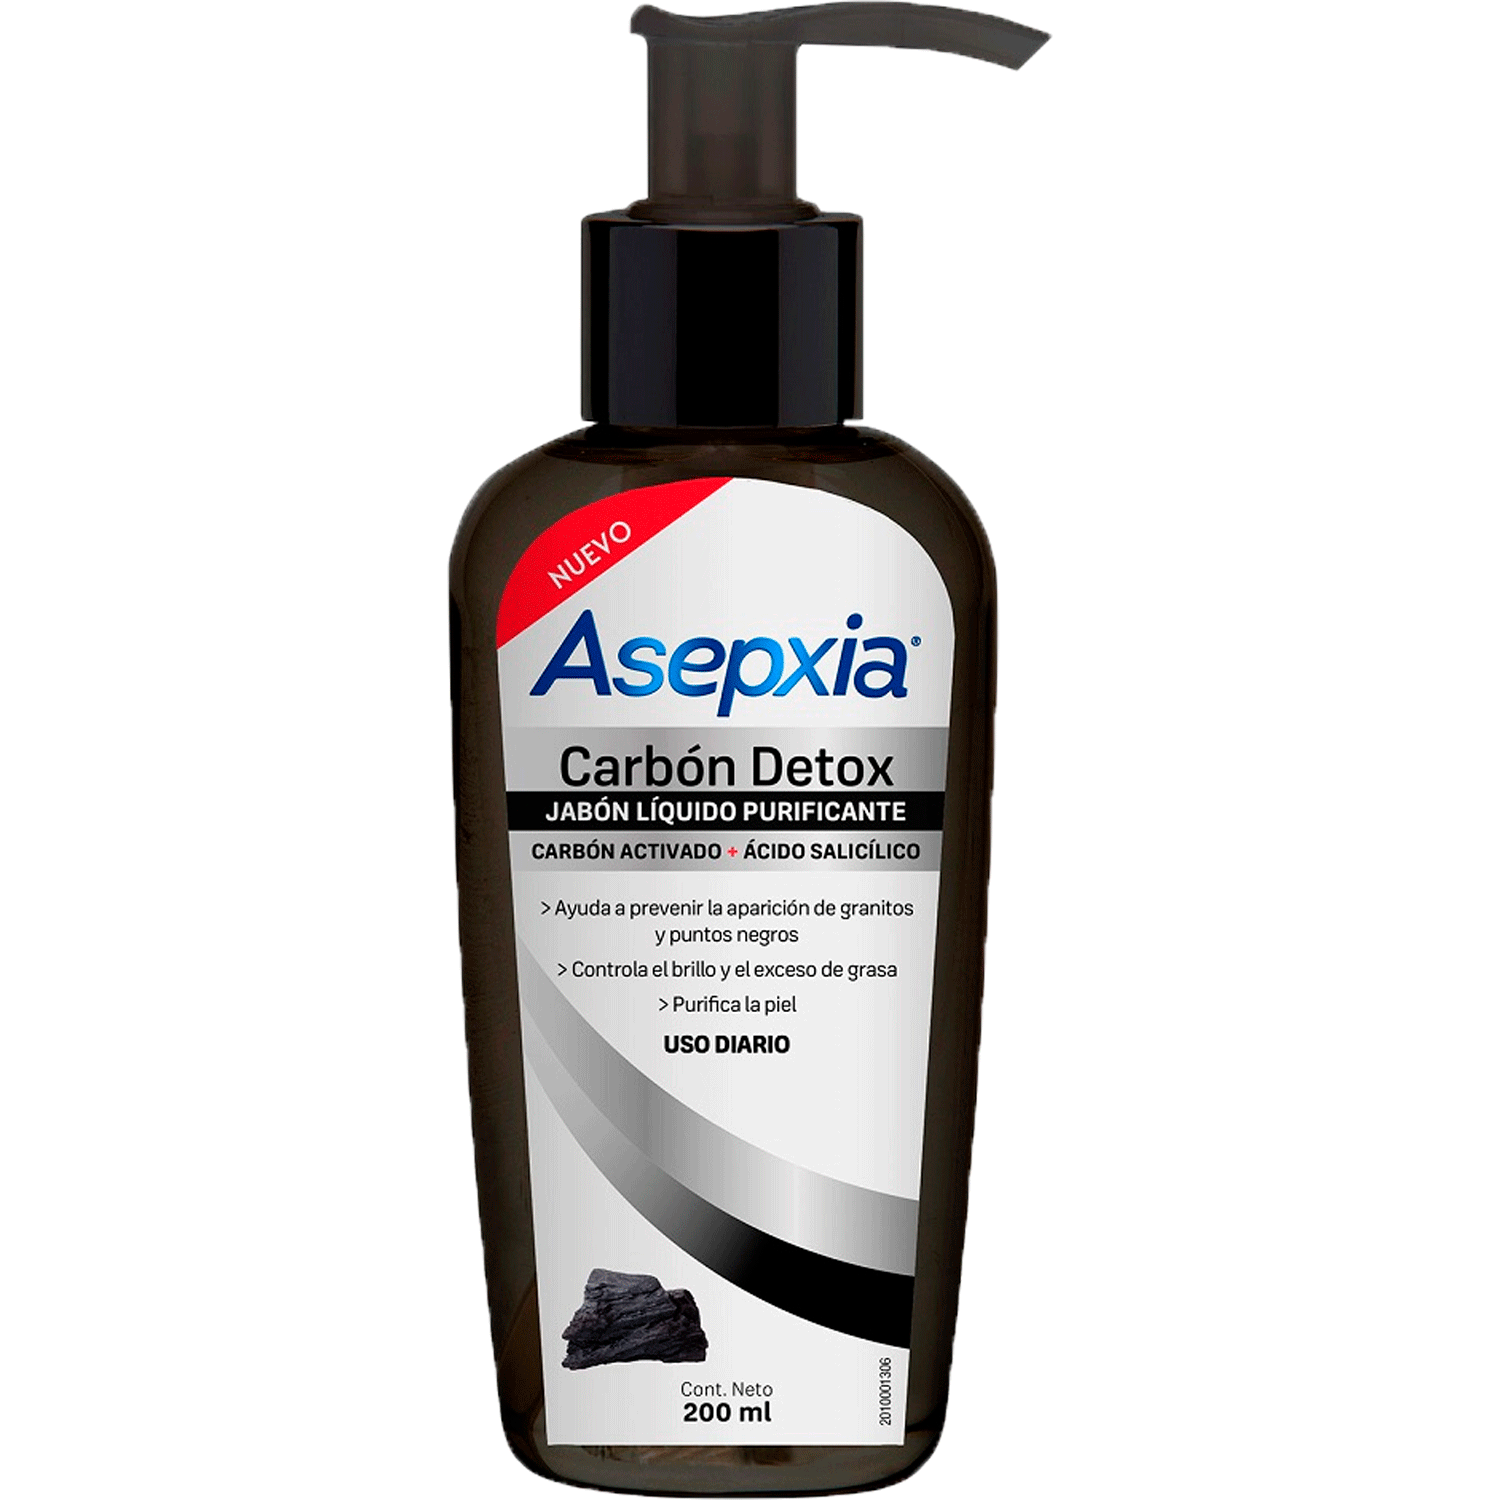 NUEVO
Asepxia®
Carbón Detox
JABÓN LÍQUIDO PURIFICANTE
CARBÓN ACTIVADO + ÁCIDO SALICÍLICO
> Ayuda a prevenir la aparición de granitos
y puntos negros
> Controla el brillo y el exceso de grasa
> Purifica la piel
USO DIARIO
Cont. Neto
200 ml
2010001306